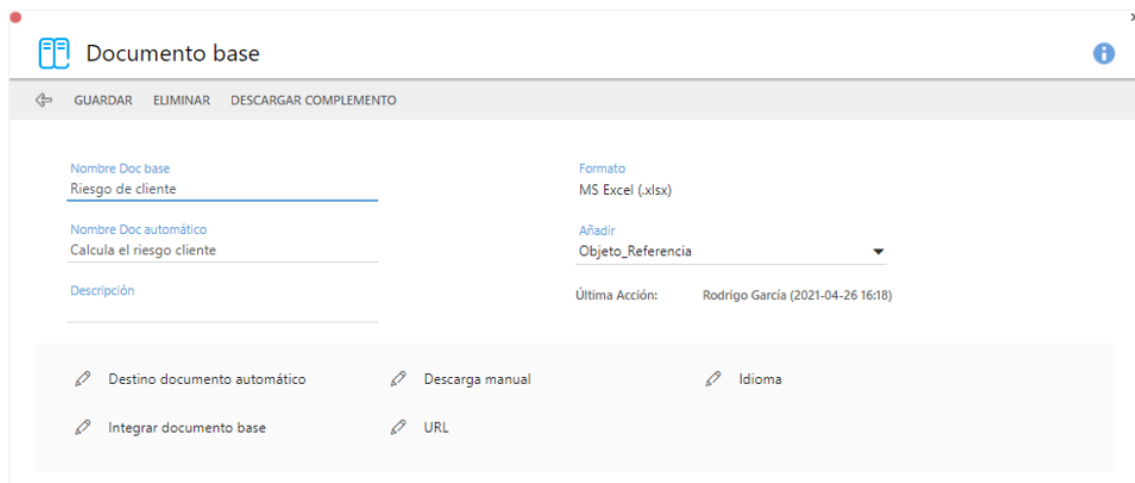 Documento base
GUARDAR ELIMINAR DESCARGAR COMPLEMENTO
Nombre Doc base
Riesgo de cliente
Formato
MS Excel (.xlsx)
Nombre Doc automático
Calcula el riesgo cliente
Añadir
Objeto_Referencia
Descripción
Última Acción: Rodrigo García (2021-04-26 16:18)
Destino documento automático
Descarga manual
Idioma
Integrar documento base
URL